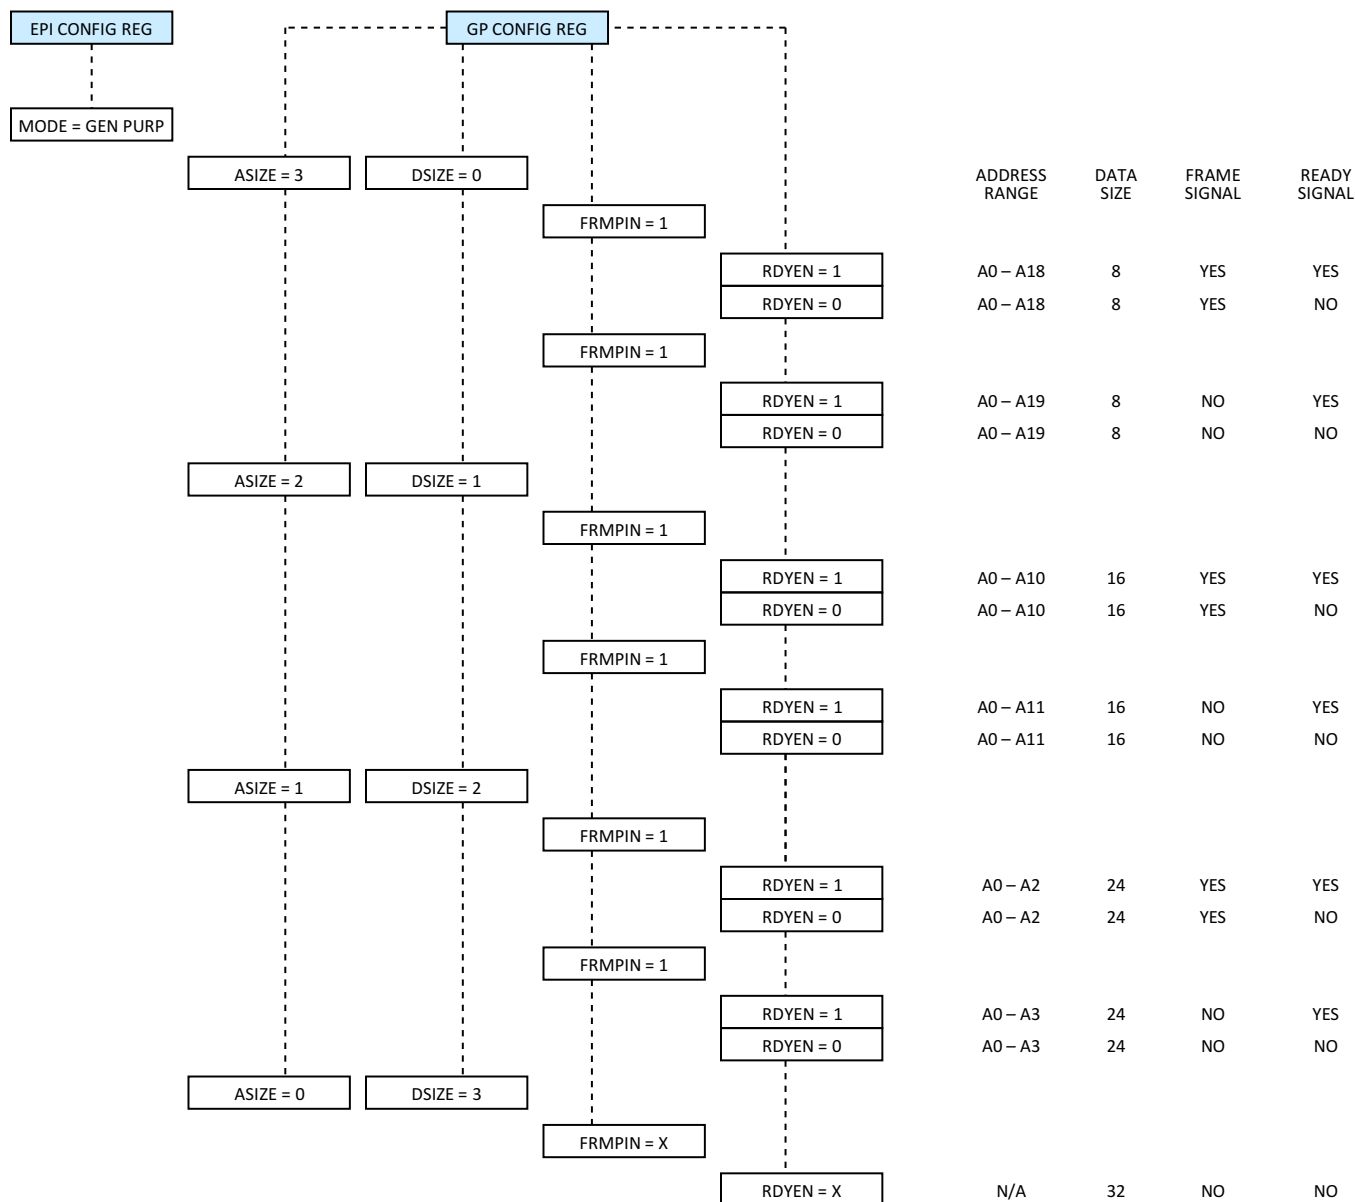 EPI CONFIG REG
GP CONFIG REG
MODE = GEN PURP
ASIZE = 3
DSIZE = 0
ADDRESS RANGE
DATA SIZE
FRAME SIGNAL
READY SIGNAL
FRMPIN = 1
RDYEN = 1 A0 – A18 8 YES YES
RDYEN = 0 A0 – A18 8 YES NO
FRMPIN = 1
RDYEN = 1 A0 – A19 8 NO YES
RDYEN = 0 A0 – A19 8 NO NO
ASIZE = 2
DSIZE = 1
FRMPIN = 1
RDYEN = 1 A0 – A10 16 YES YES
RDYEN = 0 A0 – A10 16 YES NO
FRMPIN = 1
RDYEN = 1 A0 – A11 16 NO YES
RDYEN = 0 A0 – A11 16 NO NO
ASIZE = 1
DSIZE = 2
FRMPIN = 1
RDYEN = 1 A0 – A2 24 YES YES
RDYEN = 0 A0 – A2 24 YES NO
FRMPIN = 1
RDYEN = 1 A0 – A3 24 NO YES
RDYEN = 0 A0 – A3 24 NO NO
ASIZE = 0
DSIZE = 3
FRMPIN = X
RDYEN = X N/A 32 NO NO